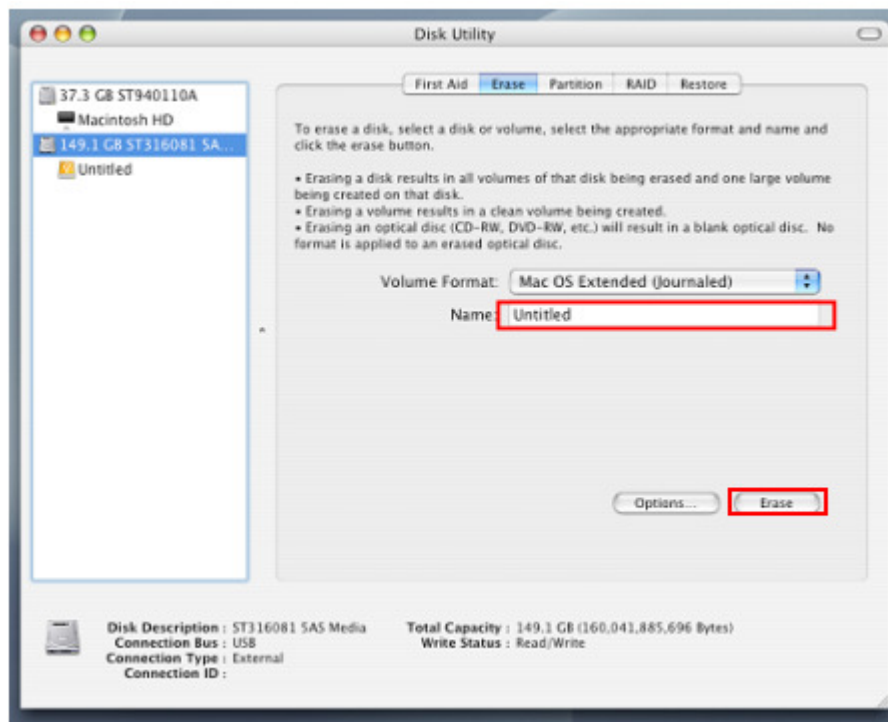 Disk Utility
37.3 GB ST940110A
Macintosh HD
149.1 GB ST316081 5A...
Untitled
First Aid Erase Partition RAID Restore
To erase a disk, select a disk or volume, select the appropriate format and name and
click the erase button.
• Erasing a disk results in all volumes of that disk being erased and one large volume
being created on that disk.
• Erasing a volume results in a clean volume being created.
• Erasing an optical disc (CD-RW, DVD-RW, etc.) will result in a blank optical disc. No
format is applied to an erased optical disc.
Volume Format: Mac OS Extended (Journaled)
Name: Untitled
Options... Erase
Disk Description : ST316081 5AS Media Total Capacity : 149.1 GB (160,041,885,696 Bytes)
Connection Bus : USB Write Status : Read/Write
Connection Type : External
Connection ID :